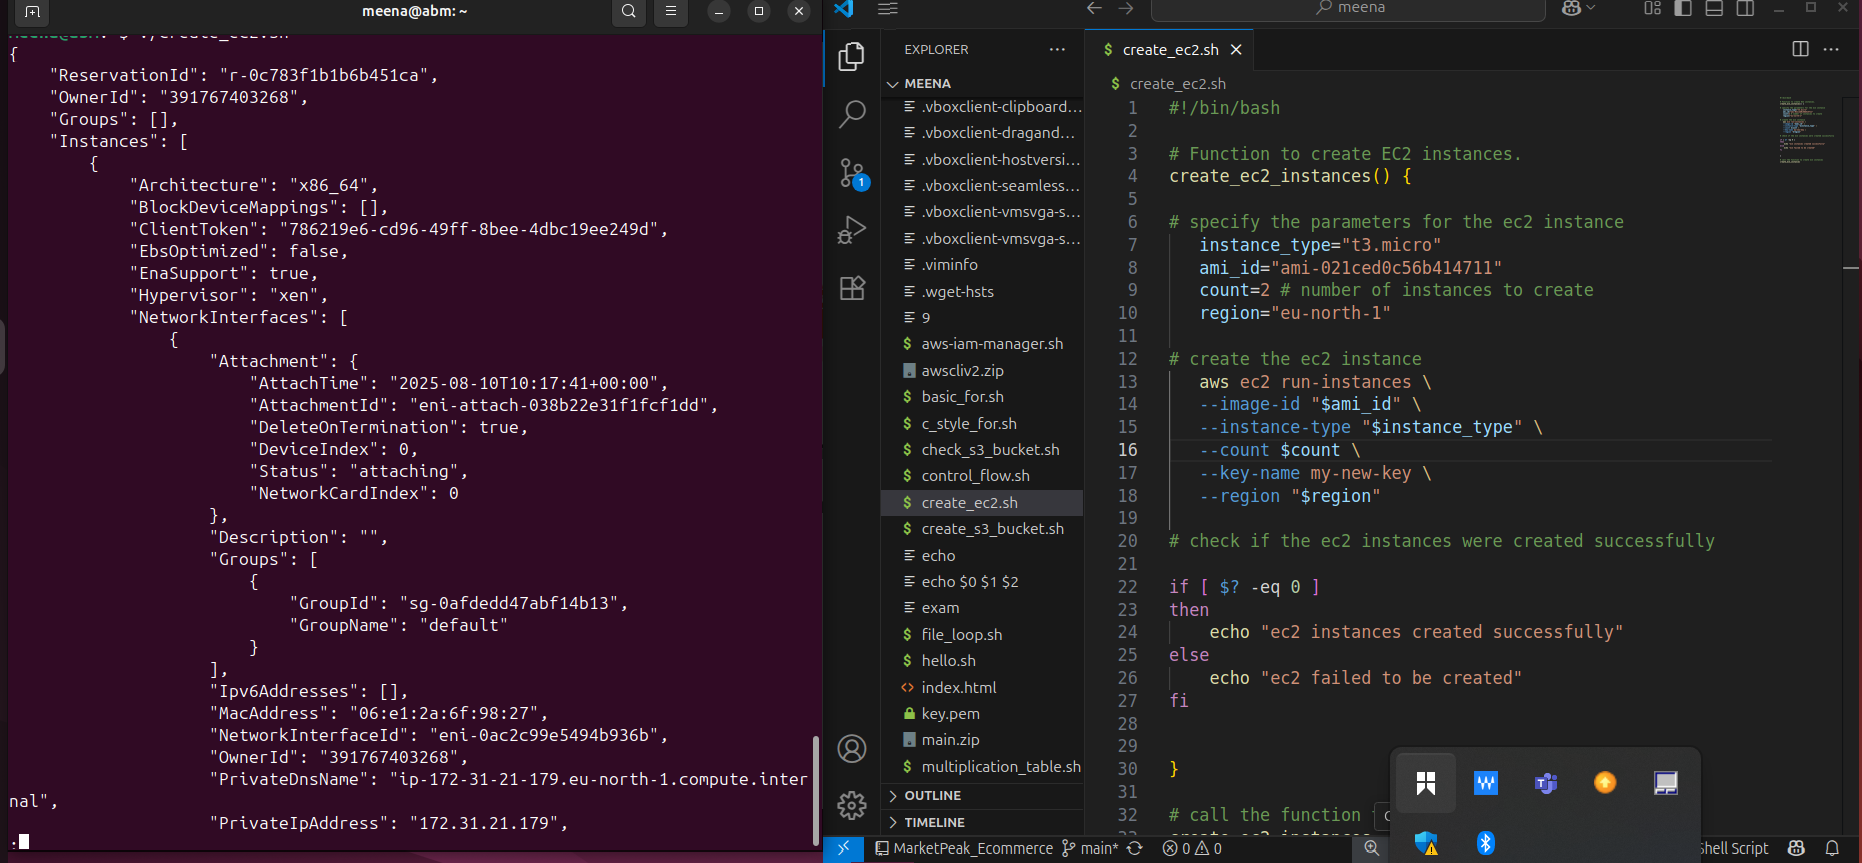 meena@abm: ~
$ ./create_ec2.sh
{
"ReservationId": "r-0c783f1b1b6b451ca",
"OwnerId": "391767403268",
"Groups": [],
"Instances": [
{
"Architecture": "x86_64",
"BlockDeviceMappings": [],
"ClientToken": "786219e6-cd96-49ff-8bee-4dbc19ee249d",
"EbsOptimized": false,
"EnaSupport": true,
"Hypervisor": "xen",
"NetworkInterfaces": [
{
"Attachment": {
"AttachTime": "2025-08-10T10:17:41+00:00",
"AttachmentId": "eni-attach-038b22e31f1fcf1dd",
"DeleteOnTermination": true,
"DeviceIndex": 0,
"Status": "attaching",
"NetworkCardIndex": 0
},
"Description": "",
"Groups": [
{
"GroupId": "sg-0afdedd47abf14b13",
"GroupName": "default"
}
],
"Ipv6Addresses": [],
"MacAddress": "06:e1:2a:6f:98:27",
"NetworkInterfaceId": "eni-0ac2c99e5494b936b",
"OwnerId": "391767403268",
"PrivateDnsName": "ip-172-31-21-179.eu-north-1.compute.inter
nal",
"PrivateIpAddress": "172.31.21.179",
:
meena
EXPLORER
MEENA
.vboxclient-clipboard...
.vboxclient-dragand...
.vboxclient-hostversi...
.vboxclient-seamless...
.vboxclient-vmsvga-s...
.vboxclient-vmsvga-s...
.viminfo
.wget-hsts
9
$ aws-iam-manager.sh
awscliv2.zip
$ basic_for.sh
$ c_style_for.sh
$ check_s3_bucket.sh
$ control_flow.sh
$ create_ec2.sh
$ create_s3_bucket.sh
echo
echo $0 $1 $2
exam
$ file_loop.sh
$ hello.sh
<> index.html
key.pem
main.zip
$ multiplication_table.sh
OUTLINE
TIMELINE
1
$ create_ec2.sh
$ create_ec2.sh
1 #!/bin/bash
2
3 # Function to create EC2 instances.
4 create_ec2_instances() {
5
6 # specify the parameters for the ec2 instance
7 instance_type="t3.micro"
8 ami_id="ami-021ced0c56b414711"
9 count=2 # number of instances to create
10 region="eu-north-1"
11
12 # create the ec2 instance
13 aws ec2 run-instances \
14 --image-id "$ami_id" \
15 --instance-type "$instance_type" \
16 --count $count \
17 --key-name my-new-key \
18 --region "$region"
19
20 # check if the ec2 instances were created successfully
21
22 if [ $? -eq 0 ]
23 then
24 echo "ec2 instances created successfully"
25 else
26 echo "ec2 failed to be created"
27 fi
28
29
30 }
31
32 # call the function
MarketPeak_Ecommerce main* 0 0
Shell Script